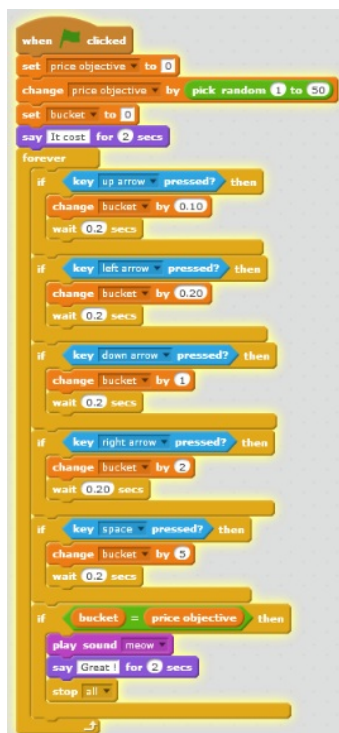 when clicked
set price objective to 0
change price objective by pick random 1 to 50
set bucket to 0
say It cost for 2 secs
forever
if key up arrow pressed? then
change bucket by 0.10
wait 0.2 secs
if key left arrow pressed? then
change bucket by 0.20
wait 0.2 secs
if key down arrow pressed? then
change bucket by 1
wait 0.2 secs
if key right arrow pressed? then
change bucket by 2
wait 0.20 secs
if key space pressed? then
change bucket by 5
wait 0.2 secs
if bucket = price objective then
play sound meow
say Great ! for 2 secs
stop all